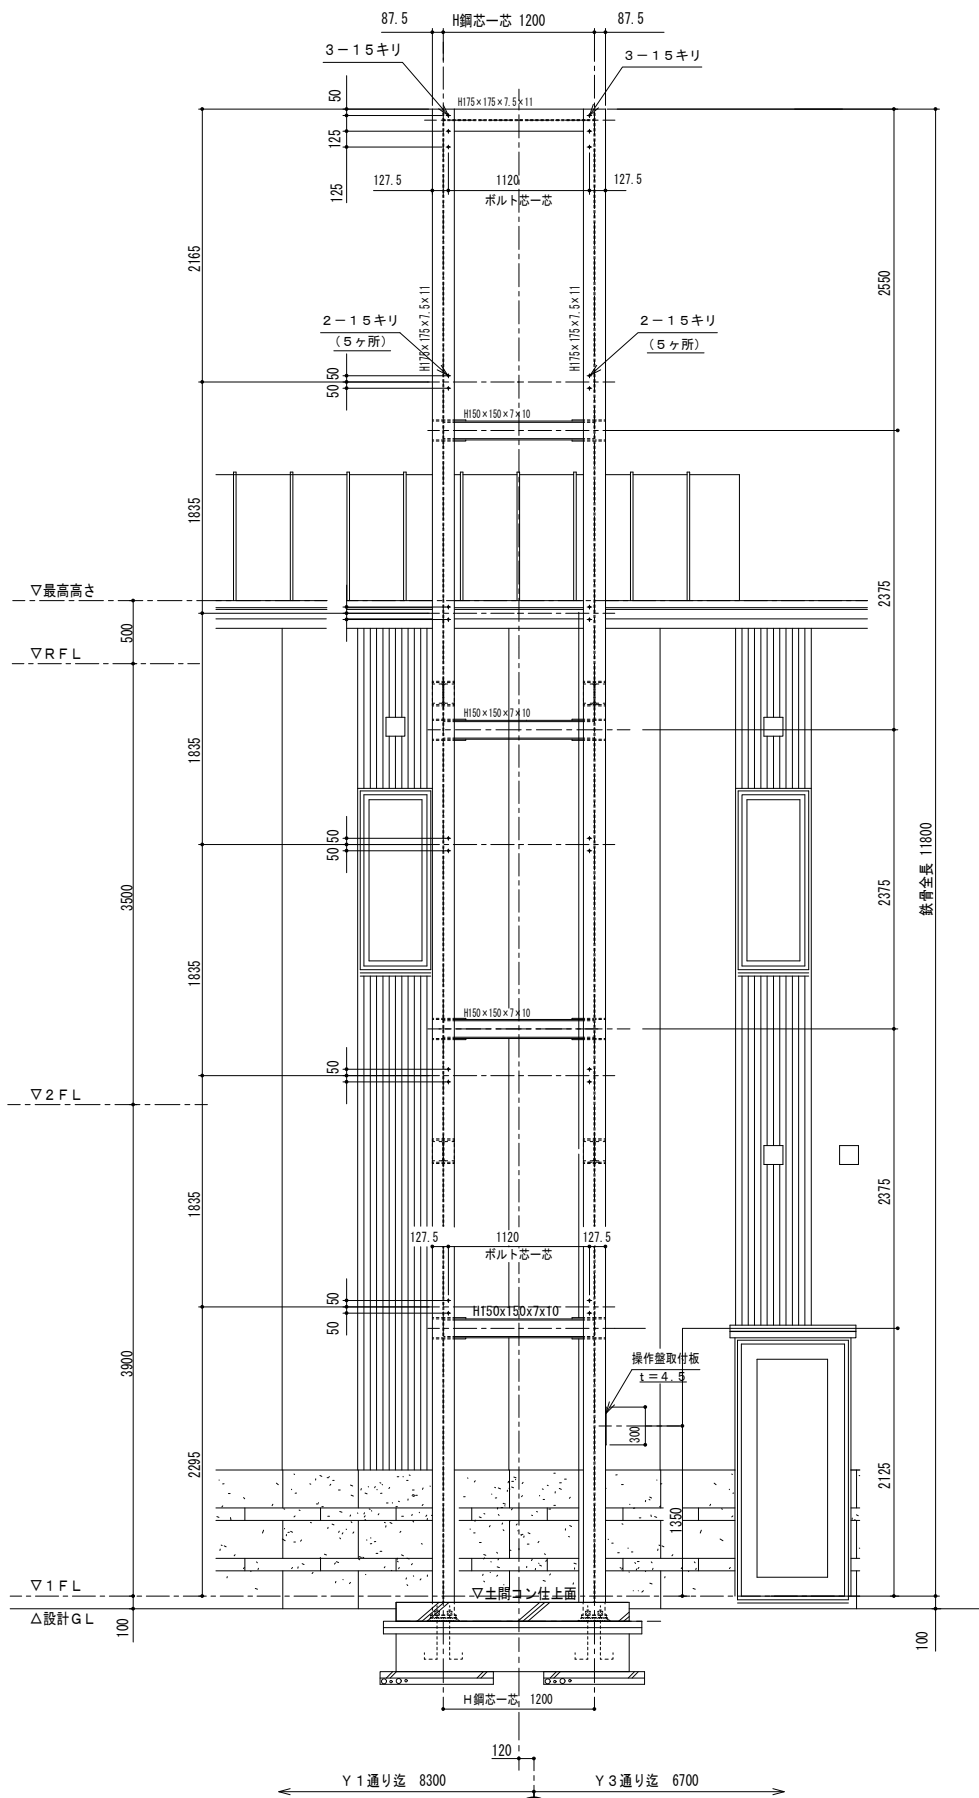 87.5
H鋼芯―芯 1200
87.5
3-15キリ
3-15キリ
50
H175×175×7.5×11
125
125
127.5
1120
127.5
ボルト芯―芯
2165
2550
H175×175×7.5×11
H175×175×7.5×11
2-15キリ
(5ヶ所)
2-15キリ
(5ヶ所)
50
50
H150×150×7×10
1835
▽最高高さ
500
2375
▽RFL
H150×150×7×10
1835
50
50
鉄骨全長 11800
3500
2375
1835
H150×150×7×10
50
▽2FL
1835
2375
127.5
1120
127.5
ボルト芯―芯
50
50
H150x150x7x10
3900
操作盤取付板
t=4.5
300
2295
2125
1350
▽1FL
▽土間コン仕上面
△設計GL
100
100
H鋼芯―芯 1200
120
Y1通り迄 8300
Y3通り迄 6700